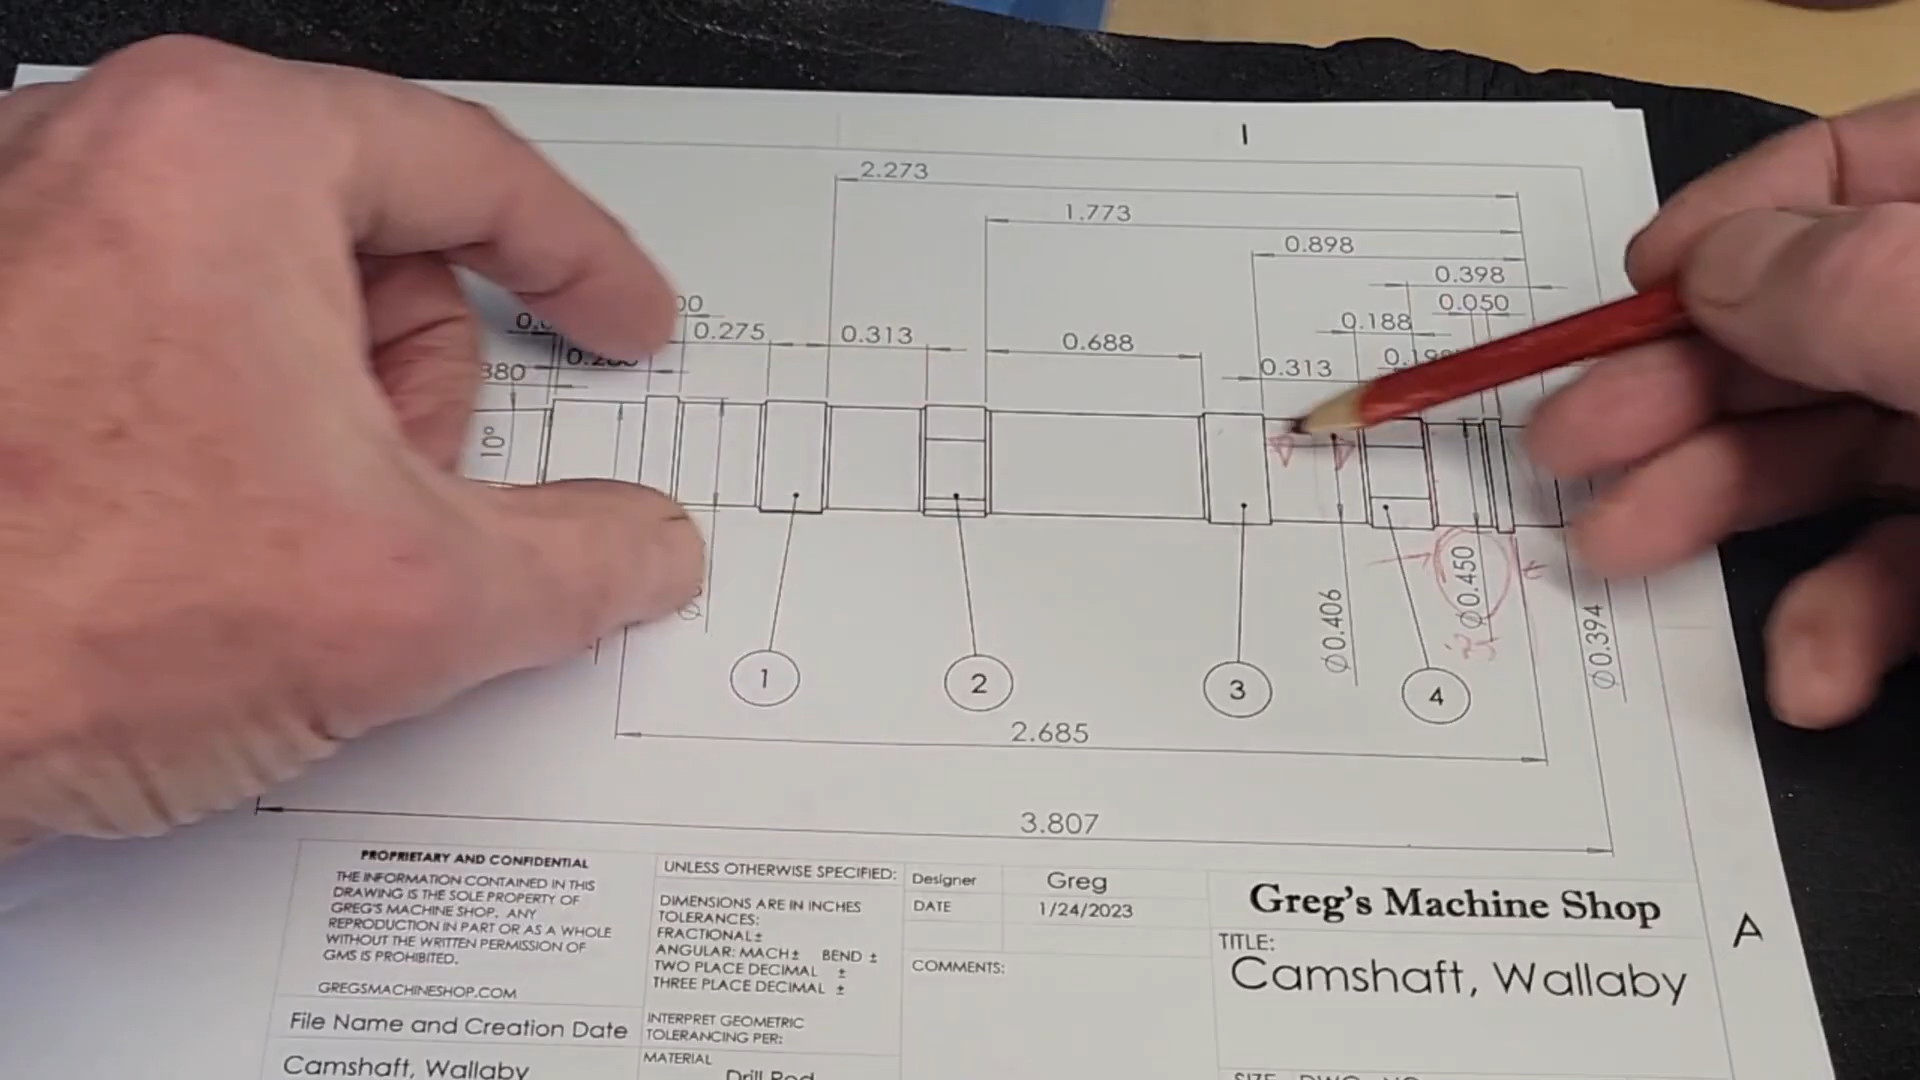 I
2.273
1.773
0.898
0.398
0.050
0.188
0.275
0.313
0.688
0.313
10°
Ø0.450
Ø0.406
Ø0.394
1
2
3
4
2.685
3.807
PROPRIETARY AND CONFIDENTIAL
THE INFORMATION CONTAINED IN THIS
DRAWING IS THE SOLE PROPERTY OF
GREG'S MACHINE SHOP. ANY
REPRODUCTION IN PART OR AS A WHOLE
WITHOUT THE WRITTEN PERMISSION OF
GMS IS PROHIBITED.
GREGSMACHINESHOP.COM
File Name and Creation Date
Camshaft, Wallaby
UNLESS OTHERWISE SPECIFIED:
DIMENSIONS ARE IN INCHES
TOLERANCES:
FRACTIONAL±
ANGULAR: MACH± BEND ±
TWO PLACE DECIMAL ±
THREE PLACE DECIMAL ±
INTERPRET GEOMETRIC
TOLERANCING PER:
MATERIAL
Drill Rod
Designer Greg
DATE 1/24/2023
COMMENTS:
Greg's Machine Shop
TITLE:
Camshaft, Wallaby
A